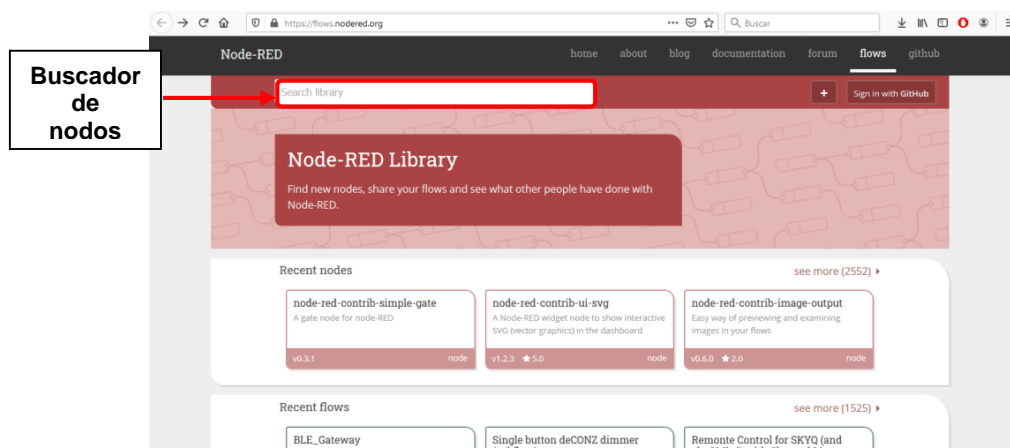 https://flows.nodered.org
Buscar
Node-RED
home about blog documentation forum flows github
Buscador
de
nodos
Search library
+ Sign in with GitHub
Node-RED Library
Find new nodes, share your flows and see what other people have done with
Node-RED.
Recent nodes
see more (2552)
node-red-contrib-simple-gate
A gate node for node-RED
v0.3.1 node
node-red-contrib-ui-svg
A Node-RED widget node to show interactive
SVG (vector graphics) in the dashboard
v1.2.3 ★ 5.0 node
node-red-contrib-image-output
Easy way of previewing and examining
images in your flows
v0.6.0 ★ 2.0 node
Recent flows
see more (1525)
BLE_Gateway
Single button deCONZ dimmer
Remonte Control for SKYQ (and